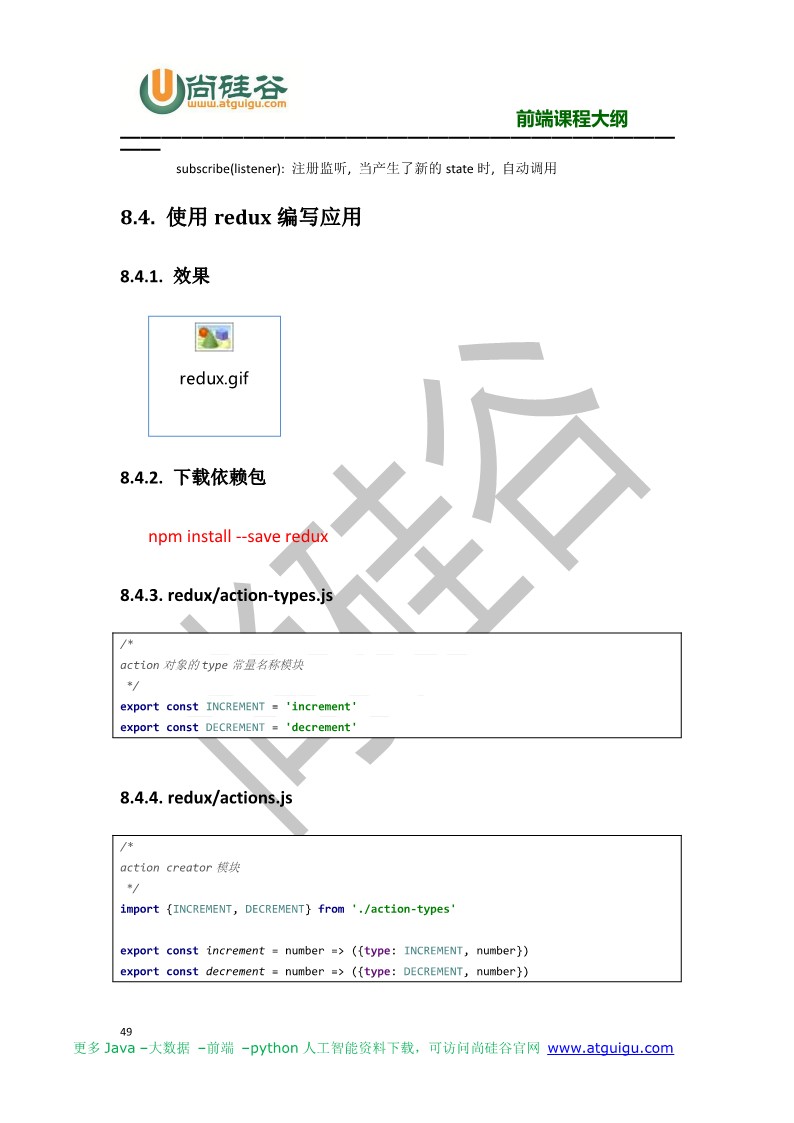 尚硅谷
www.atguigu.com
前端课程大纲
subscribe(listener): 注册监听, 当产生了新的 state 时, 自动调用
8.4. 使用 redux 编写应用
8.4.1. 效果
redux.gif
8.4.2. 下载依赖包
npm install --save redux
8.4.3. redux/action-types.js
/*
action 对象的 type 常量名称模块
*/
export const INCREMENT = 'increment'
export const DECREMENT = 'decrement'
8.4.4. redux/actions.js
/*
action creator 模块
*/
import {INCREMENT, DECREMENT} from './action-types'
export const increment = number => ({type: INCREMENT, number})
export const decrement = number => ({type: DECREMENT, number})
49
更多 Java –大数据 –前端 –python 人工智能资料下载，可访问尚硅谷官网 www.atguigu.com
尚硅谷